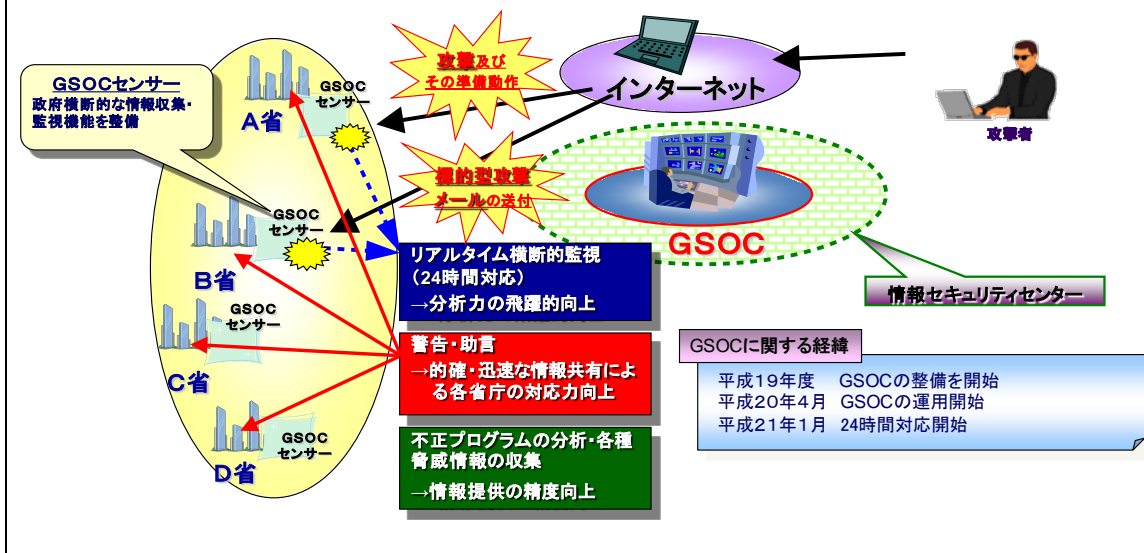 GSOCセンサー
政府横断的な情報収集・
監視機能を整備
A省
GSOC
センサー
攻撃及び
その準備動作
インターネット
攻撃者
標的型攻撃
メールの送付
GSOC
情報セキュリティセンター
B省
GSOC
センサー
C省
GSOC
センサー
D省
GSOC
センサー
リアルタイム横断的監視
(24時間対応)
→分析力の飛躍的向上
警告・助言
→的確・迅速な情報共有によ
る各省庁の対応力向上
不正プログラムの分析・各種
脅威情報の収集
→情報提供の精度向上
GSOCに関する経緯
平成19年度 GSOCの整備を開始
平成20年4月 GSOCの運用開始
平成21年1月 24時間対応開始